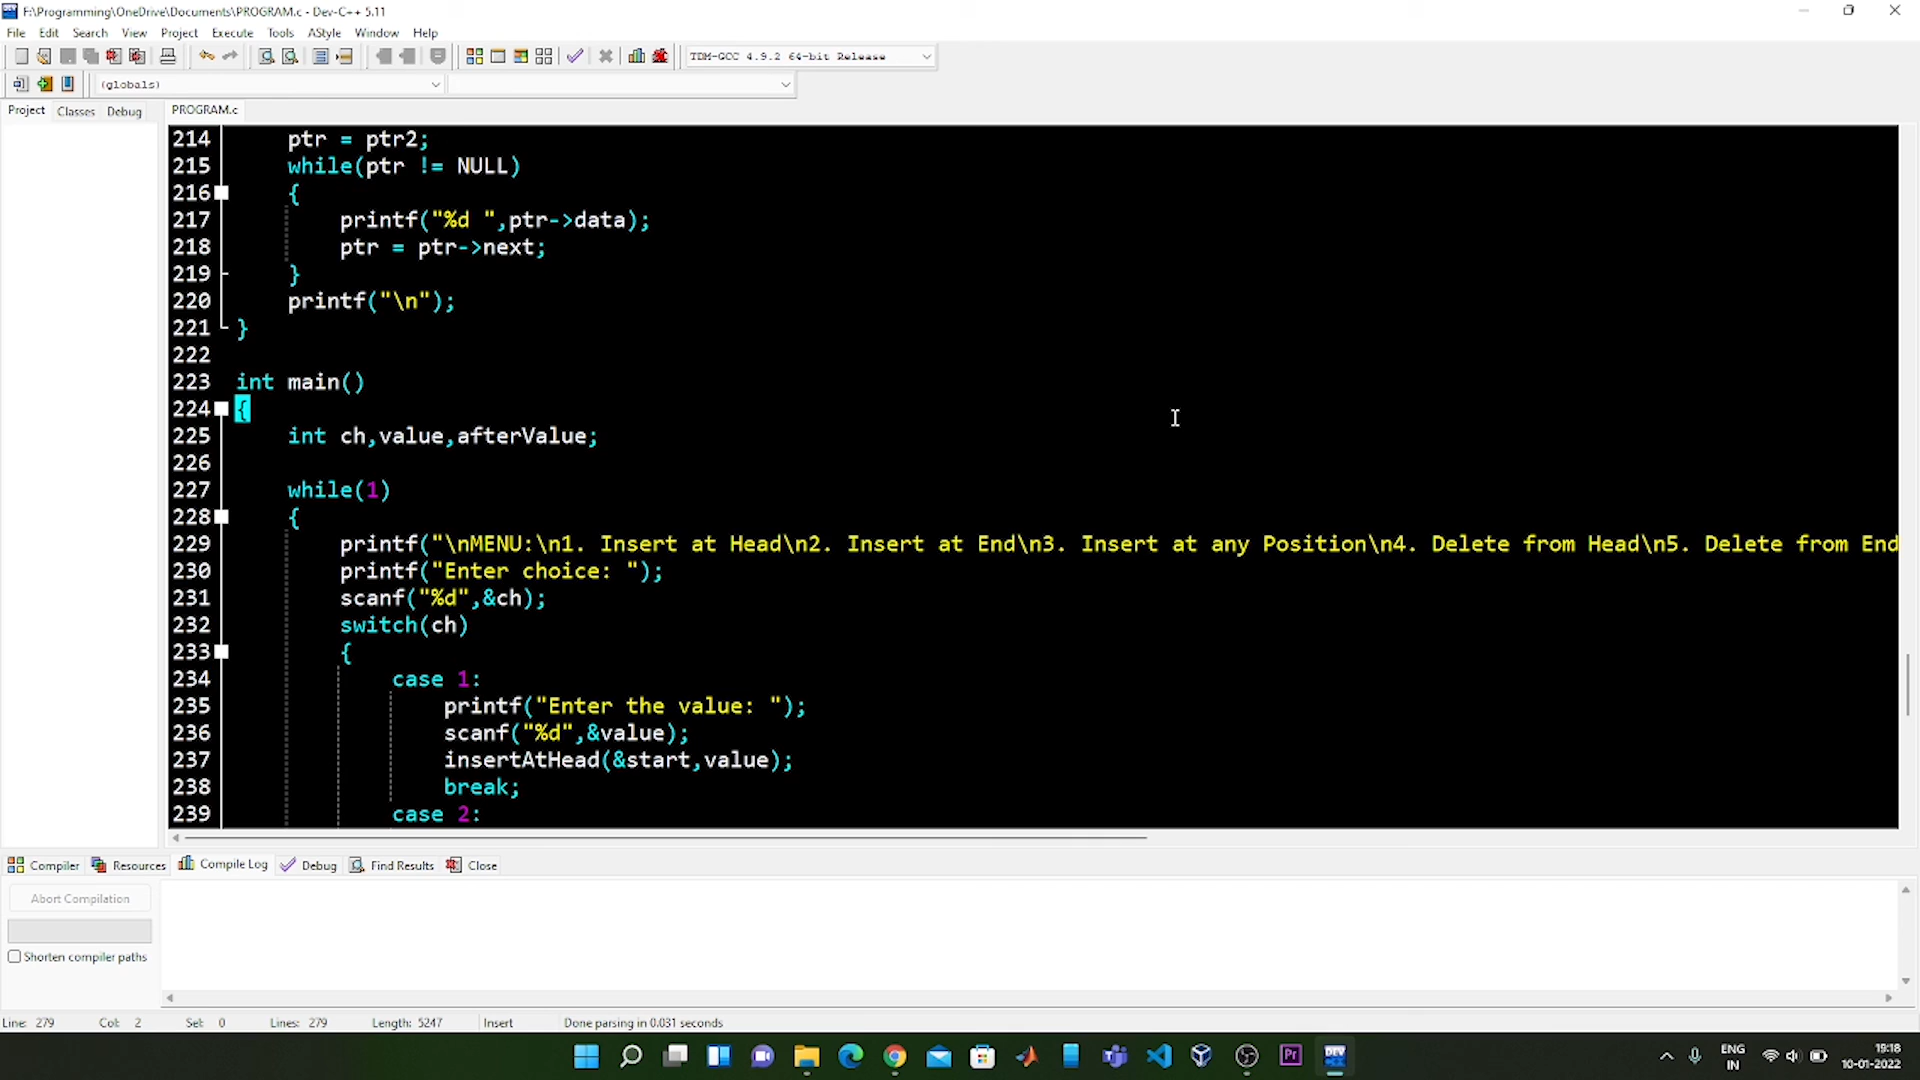 F:\Programming\OneDrive\Documents\PROGRAM.c - Dev-C++ 5.11
File Edit Search View Project Execute Tools AStyle Window Help
TDM-GCC 4.9.2 64-bit Release
(globals)
Project Classes Debug PROGRAM.c
214 ptr = ptr2;
215 while(ptr != NULL)
216 {
217 printf("%d ",ptr->data);
218 ptr = ptr->next;
219 }
220 printf("\n");
221 }
222
223 int main()
224 {
225 int ch,value,afterValue;
226
227 while(1)
228 {
229 printf("\nMENU:\n1. Insert at Head\n2. Insert at End\n3. Insert at any Position\n4. Delete from Head\n5. Delete from End
230 printf("Enter choice: ");
231 scanf("%d",&ch);
232 switch(ch)
233 {
234 case 1:
235 printf("Enter the value: ");
236 scanf("%d",&value);
237 insertAtHead(&start,value);
238 break;
239 case 2:
Compiler Resources Compile Log Debug Find Results Close
Abort Compilation
Shorten compiler paths
Line: 279 Col: 2 Sel: 0 Lines: 279 Length: 5247 Insert Done parsing in 0.031 seconds
Pr DEV
ENG
IN
19:18
10-01-2022